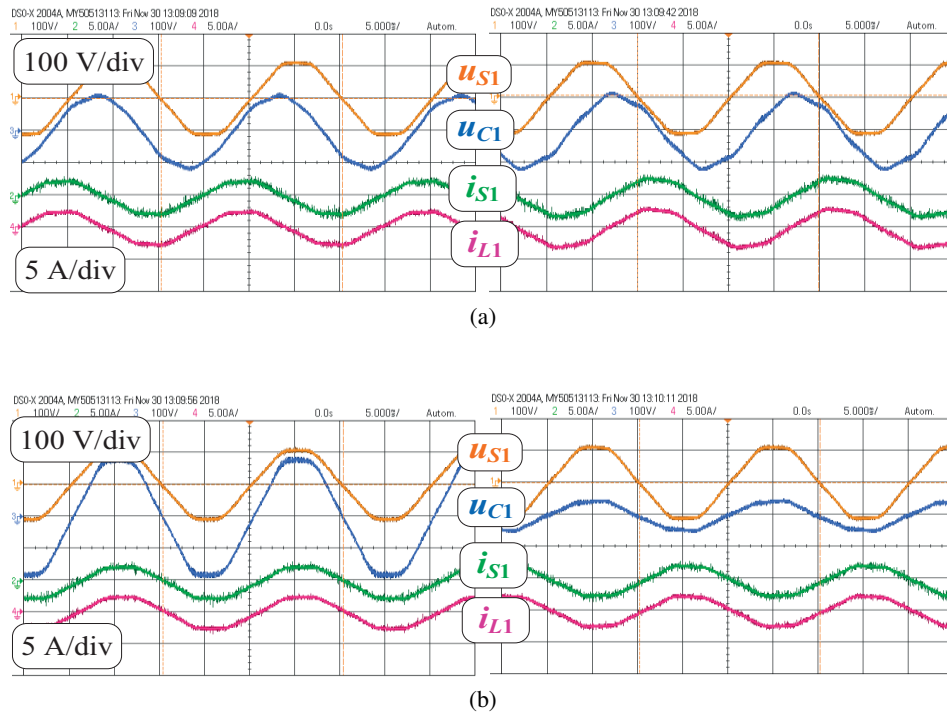 DSO-X 2004A, MY50513113: Fri Nov 30 13:09:09 2018
1 100V/ 2 5.00A/ 3 100V/ 4 5.00A/ 0.0s 5.000ms/ Autom.
100 V/div
5 A/div
DSO-X 2004A, MY50513113: Fri Nov 30 13:09:42 2018
1 100V/ 2 5.00A/ 3 100V/ 4 5.00A/ 0.0s 5.000ms/ Autom.
uS1
uC1
iS1
iL1
(a)
DSO-X 2004A, MY50513113: Fri Nov 30 13:09:56 2018
1 100V/ 2 5.00A/ 3 100V/ 4 5.00A/ 0.0s 5.000ms/ Autom.
100 V/div
5 A/div
DSO-X 2004A, MY50513113: Fri Nov 30 13:10:11 2018
1 100V/ 2 5.00A/ 3 100V/ 4 5.00A/ 0.0s 5.000ms/ Autom.
uS1
uC1
iS1
iL1
(b)